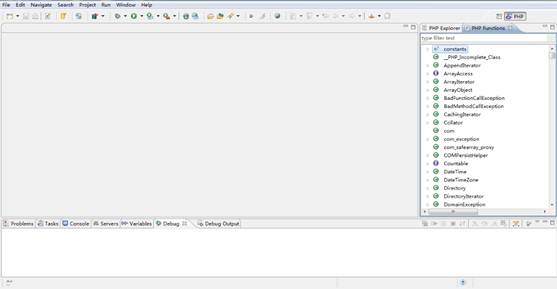 File Edit Navigate Search Project Run Window Help
PHP
PHP Explorer PHP Functions
type filter text
constants
__PHP_Incomplete_Class
AppendIterator
ArrayAccess
ArrayIterator
ArrayObject
BadFunctionCallException
BadMethodCallException
CachingIterator
Collator
com
com_exception
com_safearray_proxy
COMPersistHelper
Countable
DateTime
DateTimeZone
Directory
DirectoryIterator
DomainException
Problems Tasks Console Servers Variables Debug Debug Output